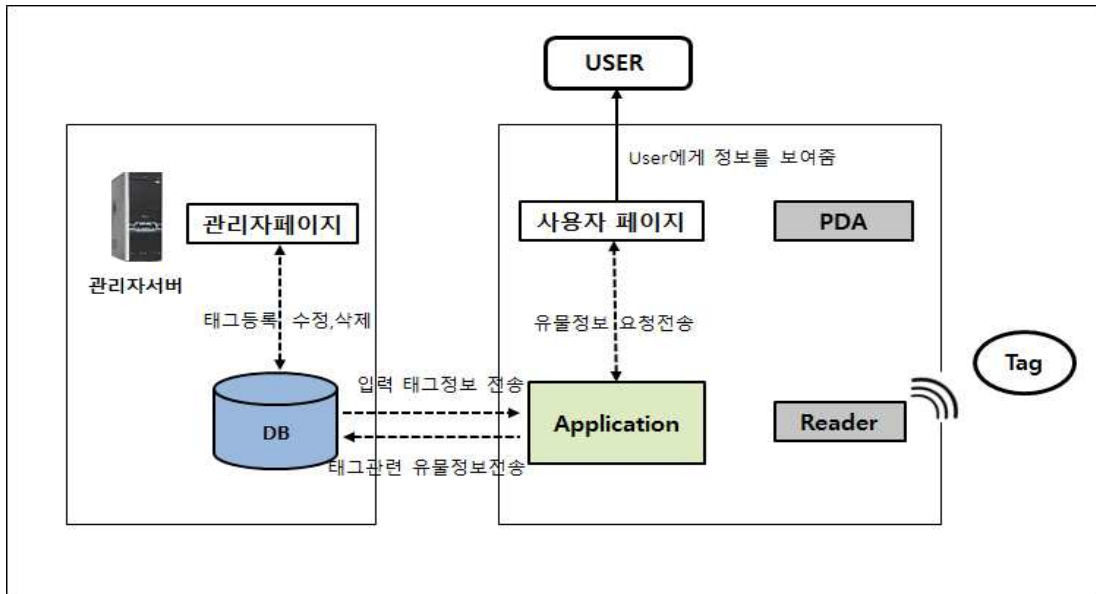 USER
User에게 정보를 보여줌
관리자페이지
사용자 페이지
PDA
관리자서버
태그등록 수정,삭제
유물정보 요청전송
Tag
입력 태그정보 전송
DB
Application
Reader
태그관련 유물정보전송